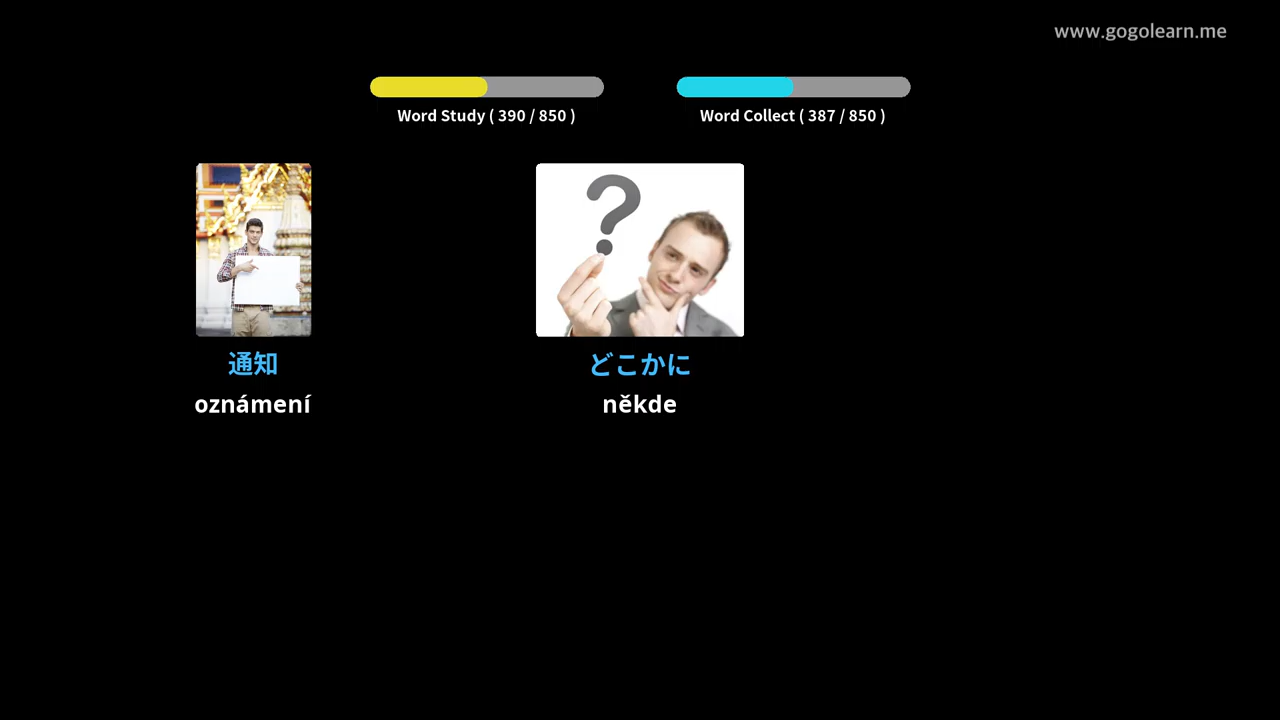 www.gogolearn.me
Word Study ( 390 / 850 )
Word Collect ( 387 / 850 )
通知
oznámení
どこかに
někde